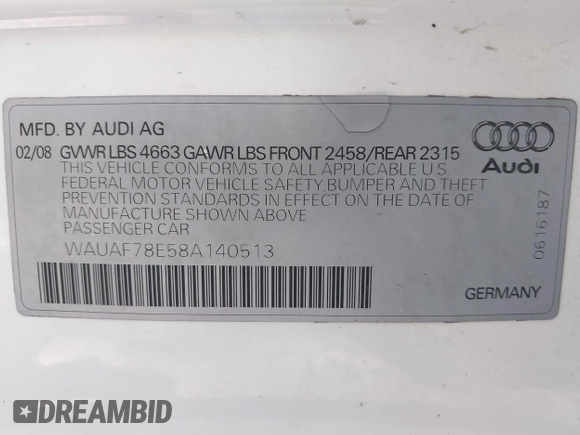 MFD. BY AUDI AG
02/08 GVWR LBS 4663 GAWR LBS FRONT 2458/REAR 2315
THIS VEHICLE CONFORMS TO ALL APPLICABLE U S
FEDERAL MOTOR VEHICLE SAFETY, BUMPER AND THEFT
PREVENTION STANDARDS IN EFFECT ON THE DATE OF
MANUFACTURE SHOWN ABOVE
PASSENGER CAR
WAUAF78E58A140513
Audi
0616187
GERMANY
DREAMBID